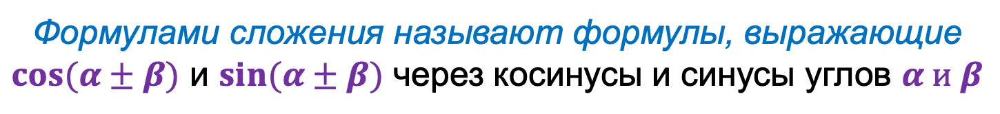 Формулами сложения называют формулы, выражающие
cos(α ± β) и sin(α ± β) через косинусы и синусы углов α и β